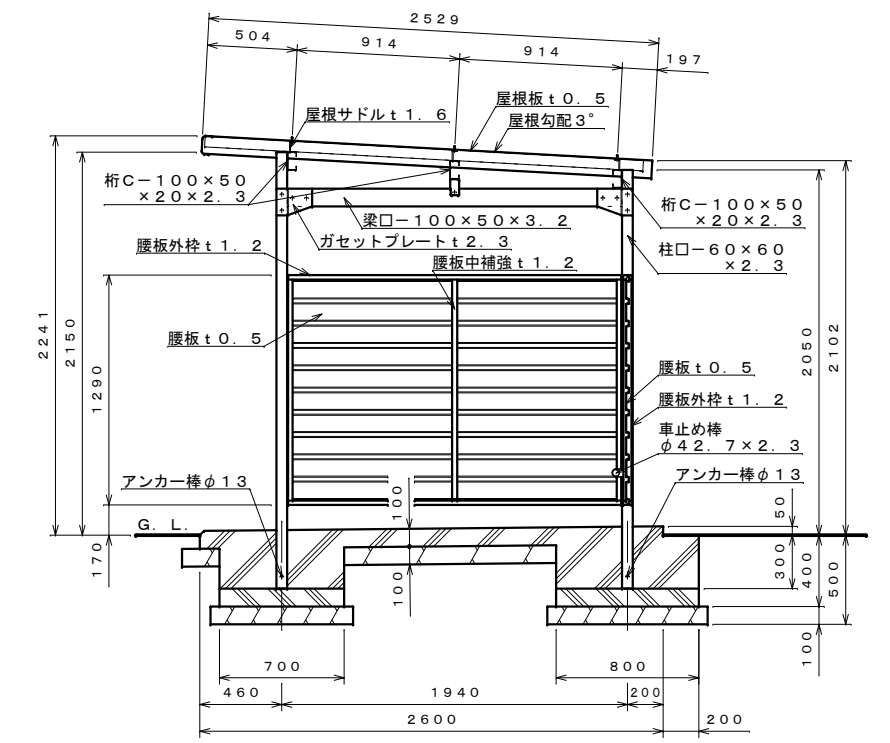 2529
504
914
914
197
屋根サドルｔ１．６
屋根板ｔ０．５
屋根勾配３°
桁Ｃ－１００×５０
×２０×２．３
桁Ｃ－１００×５０
×２０×２．３
梁口－１００×５０×３．２
ガセットプレートｔ２．３
柱口－６０×６０
×２．３
腰板外枠ｔ１．２
腰板中補強ｔ１．２
2241
2150
1290
2050
2102
腰板ｔ０．５
腰板ｔ０．５
腰板外枠ｔ１．２
車止め棒
φ４２．７×２．３
アンカー棒φ１３
アンカー棒φ１３
100
50
Ｇ．Ｌ．
170
100
300
400
500
100
700
800
460
1940
200
2600
200